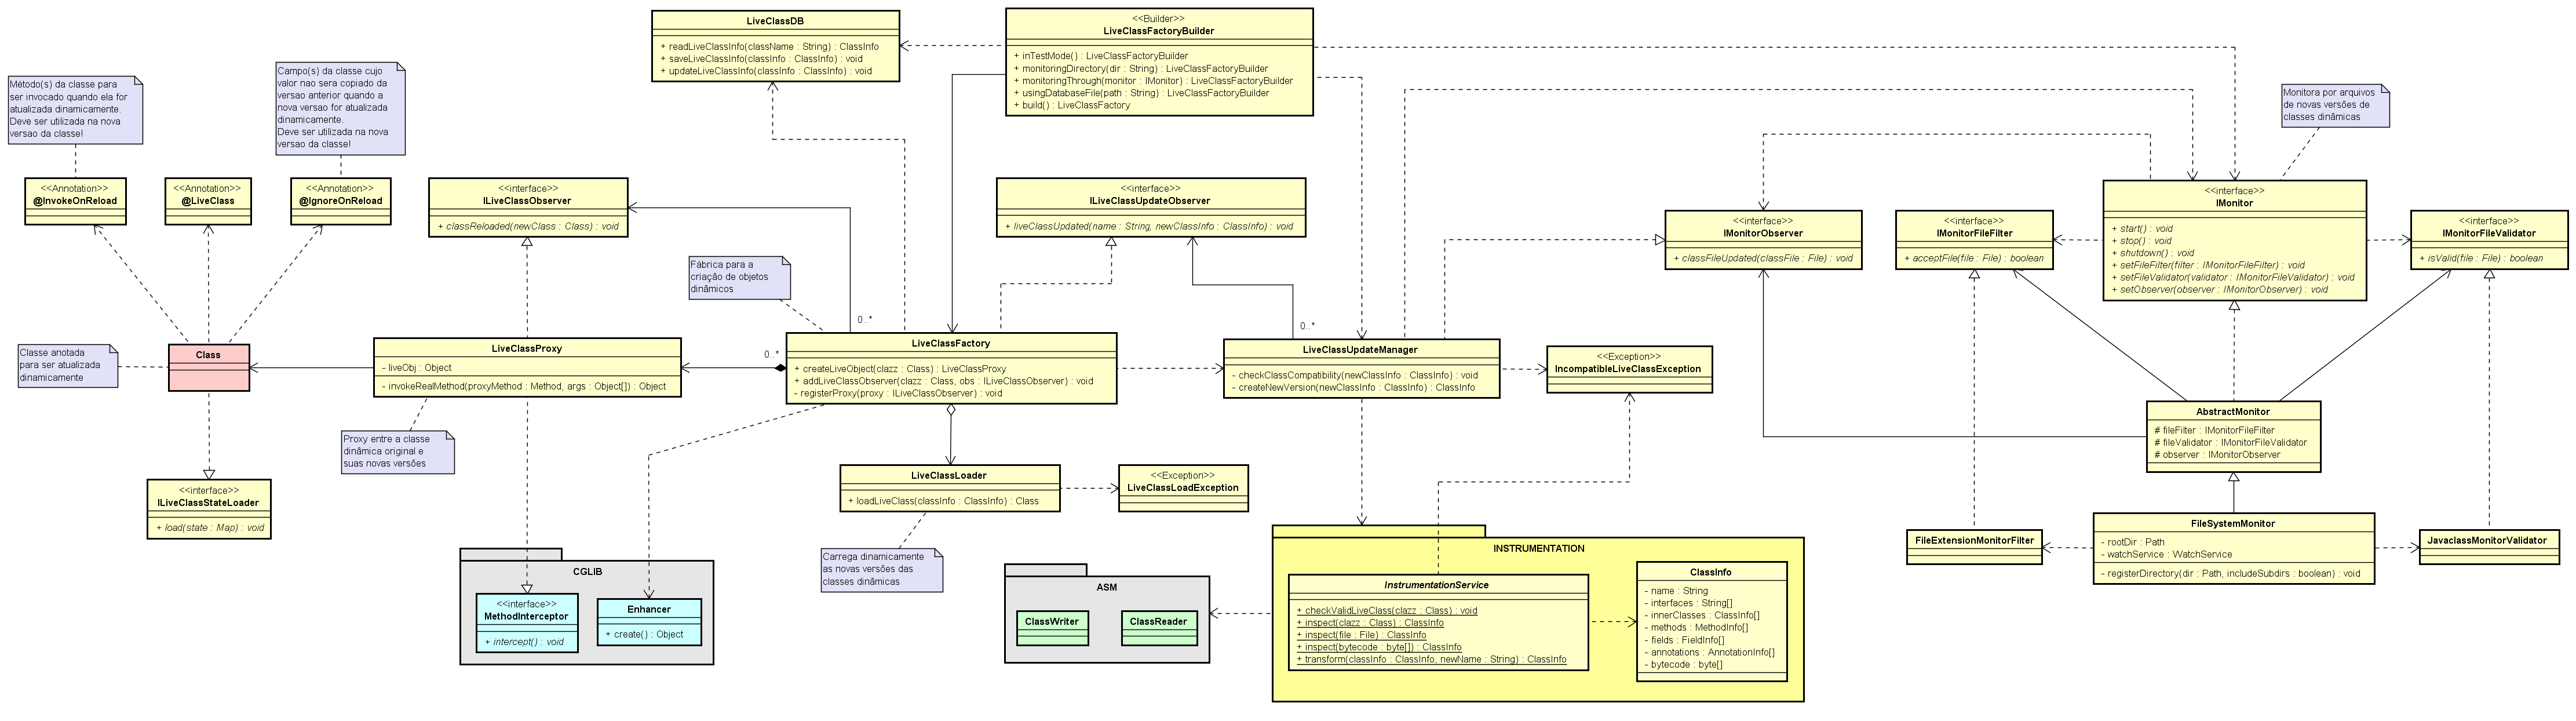 LiveClassDB
+ readLiveClassInfo(className : String) : ClassInfo
+ saveLiveClassInfo(classInfo : ClassInfo) : void
+ updateLiveClassInfo(classInfo : ClassInfo) : void
<<Builder>>
LiveClassFactoryBuilder
+ inTestMode() : LiveClassFactoryBuilder
+ monitoringDirectory(dir : String) : LiveClassFactoryBuilder
+ monitoringThrough(monitor : IMonitor) : LiveClassFactoryBuilder
+ usingDatabaseFile(path : String) : LiveClassFactoryBuilder
+ build() : LiveClassFactory
Método(s) da classe para
ser invocado quando ela for
atualizada dinamicamente.
Deve ser utilizada na nova
versao da classe!
Campo(s) da classe cujo
valor nao sera copiado da
versao anterior quando a
nova versao for atualizada
dinamicamente.
Deve ser utilizada na nova
versao da classe!
Monitora por arquivos
de novas versões de
classes dinâmicas
<<Annotation>>
@InvokeOnReload
<<Annotation>>
@LiveClass
<<Annotation>>
@IgnoreOnReload
<<interface>>
ILiveClassObserver
+ classReloaded(newClass : Class) : void
<<interface>>
ILiveClassUpdateObserver
+ liveClassUpdated(name : String, newClassInfo : ClassInfo) : void
<<interface>>
IMonitorObserver
+ classFileUpdated(classFile : File) : void
<<interface>>
IMonitorFileFilter
+ acceptFile(file : File) : boolean
<<interface>>
IMonitor
+ start() : void
+ stop() : void
+ shutdown() : void
+ setFileFilter(filter : IMonitorFileFilter) : void
+ setFileValidator(validator : IMonitorFileValidator) : void
+ setObserver(observer : IMonitorObserver) : void
<<interface>>
IMonitorFileValidator
+ isValid(file : File) : boolean
Fábrica para a
criação de objetos
dinâmicos
0..*
0..*
0..*
Classe anotada
para ser atualizada
dinamicamente
Class
LiveClassProxy
- liveObj : Object
- invokeRealMethod(proxyMethod : Method, args : Object[]) : Object
LiveClassFactory
+ createLiveObject(clazz : Class) : LiveClassProxy
+ addLiveClassObserver(clazz : Class, obs : ILiveClassObserver) : void
- registerProxy(proxy : ILiveClassObserver) : void
LiveClassUpdateManager
- checkClassCompatibility(newClassInfo : ClassInfo) : void
- createNewVersion(newClassInfo : ClassInfo) : ClassInfo
<<Exception>>
IncompatibleLiveClassException
AbstractMonitor
# fileFilter : IMonitorFileFilter
# fileValidator : IMonitorFileValidator
# observer : IMonitorObserver
Proxy entre a classe
dinâmica original e
suas novas versões
<<interface>>
ILiveClassStateLoader
+ load(state : Map) : void
LiveClassLoader
+ loadLiveClass(classInfo : ClassInfo) : Class
<<Exception>>
LiveClassLoadException
Carrega dinamicamente
as novas versões das
classes dinâmicas
FileExtensionMonitorFilter
FileSystemMonitor
- rootDir : Path
- watchService : WatchService
- registerDirectory(dir : Path, includeSubdirs : boolean) : void
JavaclassMonitorValidator
CGLIB
<<interface>>
MethodInterceptor
+ intercept() : void
Enhancer
+ create() : Object
ASM
ClassWriter
ClassReader
INSTRUMENTATION
InstrumentationService
+ checkValidLiveClass(clazz : Class) : void
+ inspect(clazz : Class) : ClassInfo
+ inspect(file : File) : ClassInfo
+ inspect(bytecode : byte[]) : ClassInfo
+ transform(classInfo : ClassInfo, newName : String) : ClassInfo
ClassInfo
- name : String
- interfaces : String[]
- innerClasses : ClassInfo[]
- methods : MethodInfo[]
- fields : FieldInfo[]
- annotations : AnnotationInfo[]
- bytecode : byte[]